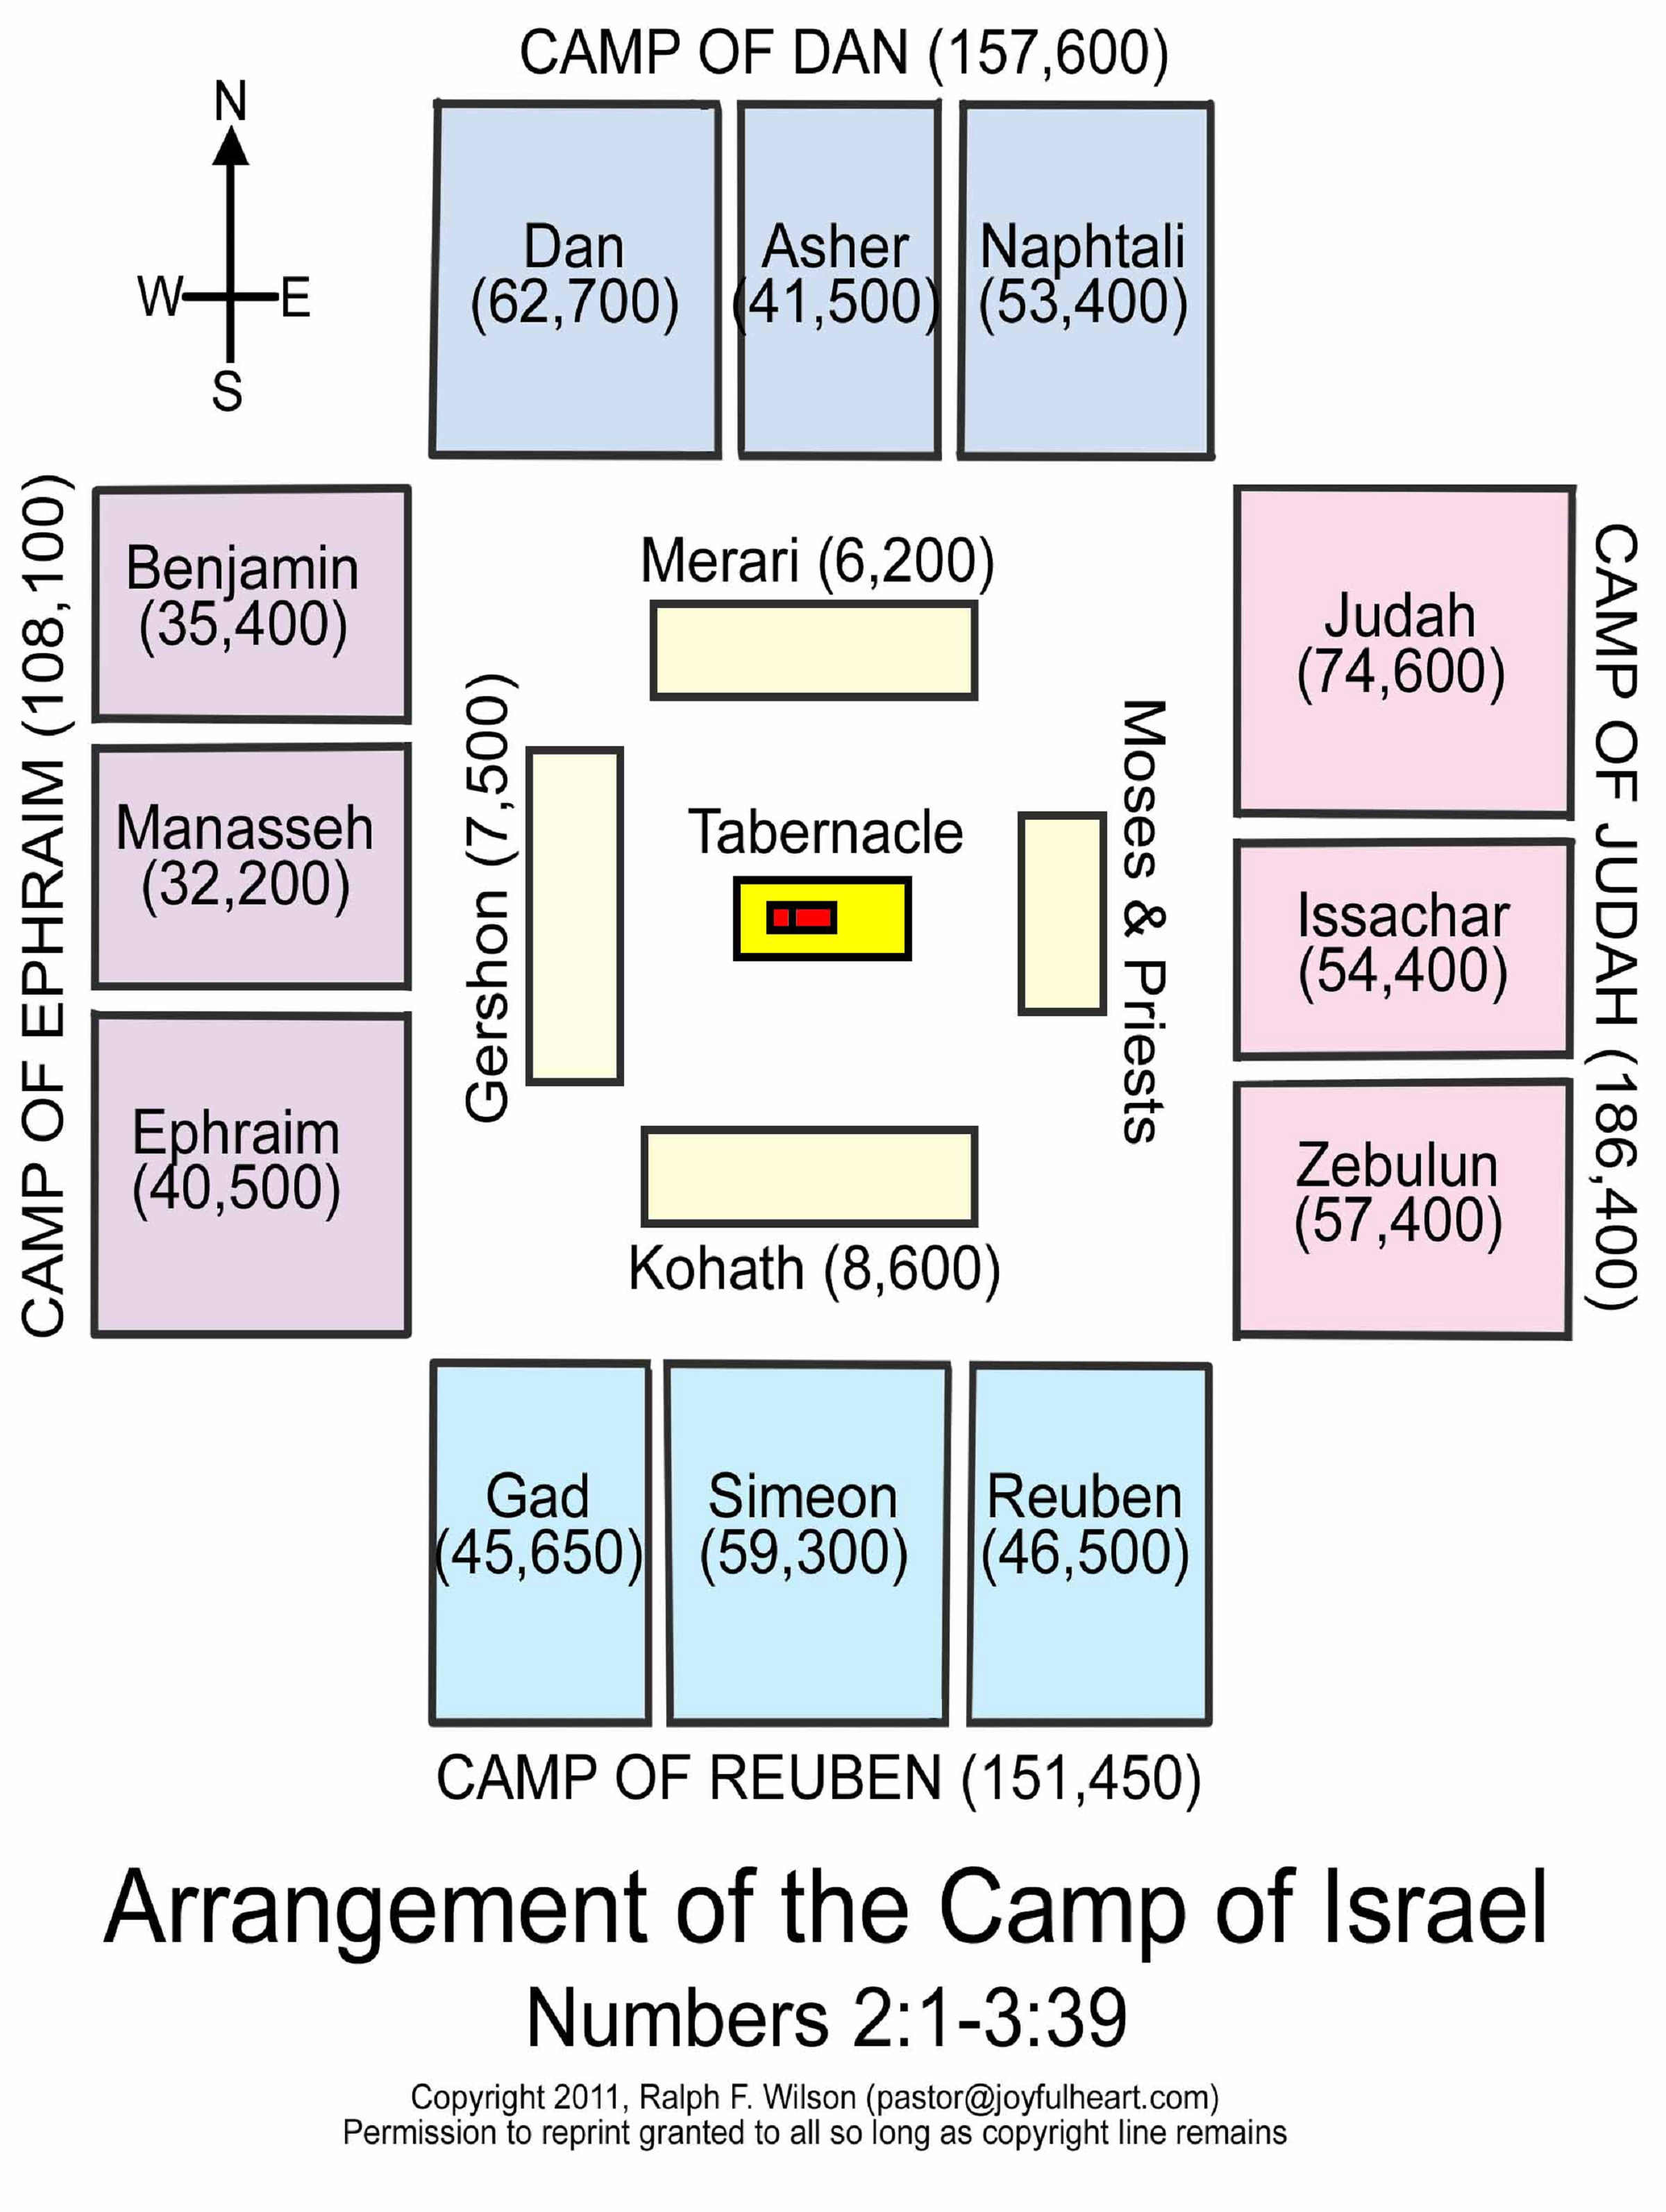 CAMP OF DAN (157,600)
N
W
E
S
Dan
(62,700)
Asher
(41,500)
Naphtali
(53,400)
CAMP OF EPHRAIM (108,100)
Benjamin
(35,400)
Manasseh
(32,200)
Ephraim
(40,500)
Merari (6,200)
Gershon (7,500)
Tabernacle
Moses & Priests
Kohath (8,600)
Judah
(74,600)
Issachar
(54,400)
Zebulun
(57,400)
CAMP OF JUDAH (186,400)
Gad
(45,650)
Simeon
(59,300)
Reuben
(46,500)
CAMP OF REUBEN (151,450)
Arrangement of the Camp of Israel
Numbers 2:1-3:39
Copyright 2011, Ralph F. Wilson (pastor@joyfulheart.com)
Permission to reprint granted to all so long as copyright line remains